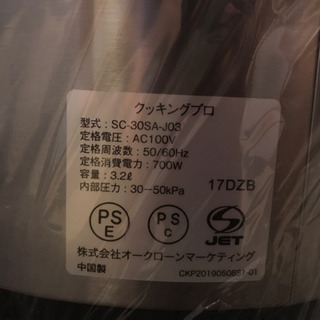 クッキングプロ
型式:SC-30SA-J03
定格電圧:AC100V
定格周波数:50/60Hz
定格消費電力:700W
容量:3.2ℓ
内部圧力:30-50kPa
17DZB
PS
E
PS
C
S
JET
株式会社オークローンマーケティング
中国製